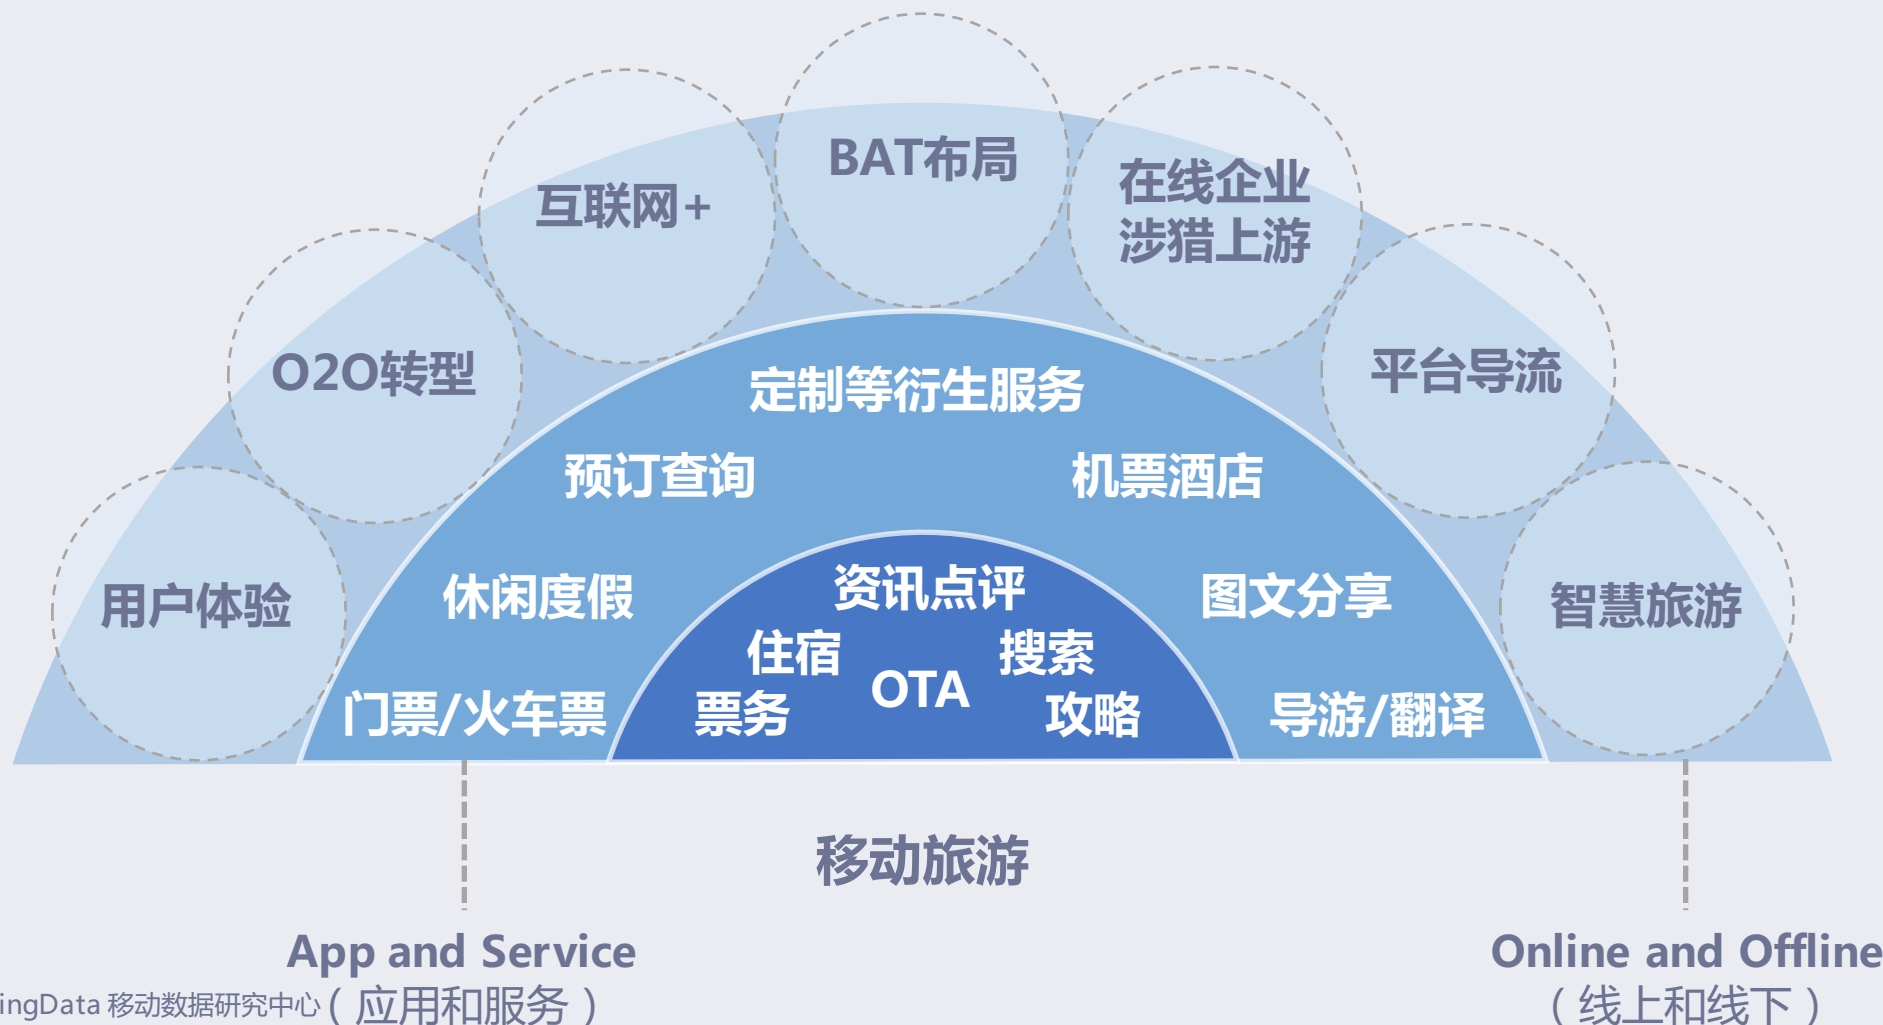 BAT布局
互联网+
在线企业
涉猎上游
O2O转型
平台导流
用户体验
智慧旅游
定制等衍生服务
预订查询
机票酒店
休闲度假
图文分享
门票/火车票
导游/翻译
资讯点评
住宿
搜索
OTA
票务
攻略
移动旅游
App and Service
(应用和服务)
Online and Offline
(线上和线下)
ingData 移动数据研究中心